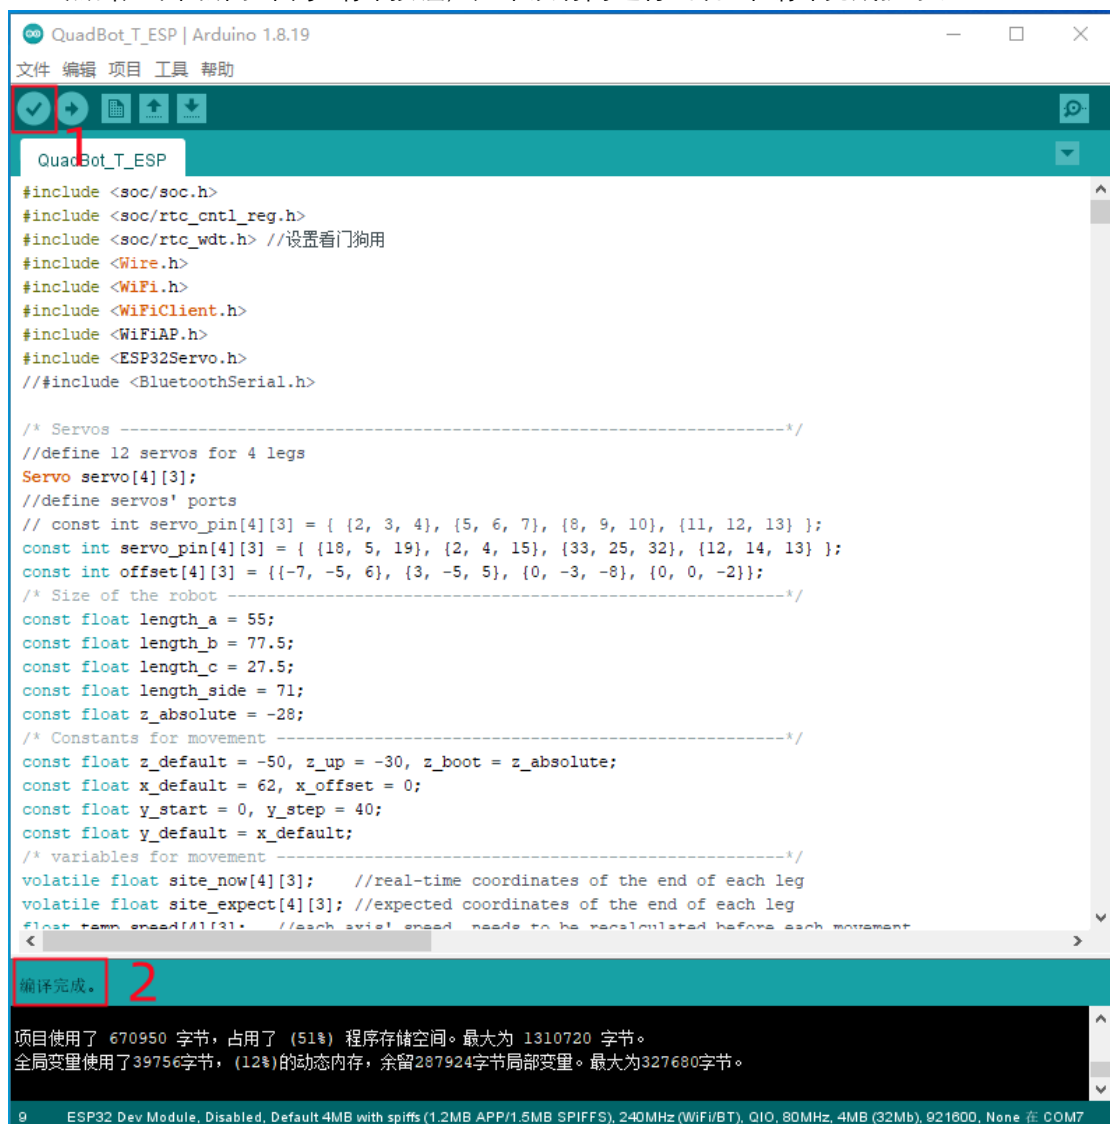 QuadBot_T_ESP | Arduino 1.8.19
文件 编辑 项目 工具 帮助
1
QuadBot_T_ESP
#include <soc/soc.h>
#include <soc/rtc_cntl_reg.h>
#include <soc/rtc_wdt.h> //设置看门狗用
#include <Wire.h>
#include <WiFi.h>
#include <WiFiClient.h>
#include <WiFiAP.h>
#include <ESP32Servo.h>
//#include <BluetoothSerial.h>
/* Servos --------------------------------------------------------------------*/
//define 12 servos for 4 legs
Servo servo[4][3];
//define servos' ports
// const int servo_pin[4][3] = { {2, 3, 4}, {5, 6, 7}, {8, 9, 10}, {11, 12, 13} };
const int servo_pin[4][3] = { {18, 5, 19}, {2, 4, 15}, {33, 25, 32}, {12, 14, 13} };
const int offset[4][3] = {{-7, -5, 6}, {3, -5, 5}, {0, -3, -8}, {0, 0, -2}};
/* Size of the robot ---------------------------------------------------------*/
const float length_a = 55;
const float length_b = 77.5;
const float length_c = 27.5;
const float length_side = 71;
const float z_absolute = -28;
/* Constants for movement ----------------------------------------------------*/
const float z_default = -50, z_up = -30, z_boot = z_absolute;
const float x_default = 62, x_offset = 0;
const float y_start = 0, y_step = 40;
const float y_default = x_default;
/* variables for movement ----------------------------------------------------*/
volatile float site_now[4][3];    //real-time coordinates of the end of each leg
volatile float site_expect[4][3]; //expected coordinates of the end of each leg
float temp_speed[4][3];   //each axis' speed, needs to be recalculated before each movement
编译完成。 2
项目使用了 670950 字节，占用了 (51%) 程序存储空间。最大为 1310720 字节。
全局变量使用了39756字节，(12%)的动态内存，余留287924字节局部变量。最大为327680字节。
9 ESP32 Dev Module, Disabled, Default 4MB with spiffs (1.2MB APP/1.5MB SPIFFS), 240MHz (WiFi/BT), QIO, 80MHz, 4MB (32Mb), 921600, None 在 COM7